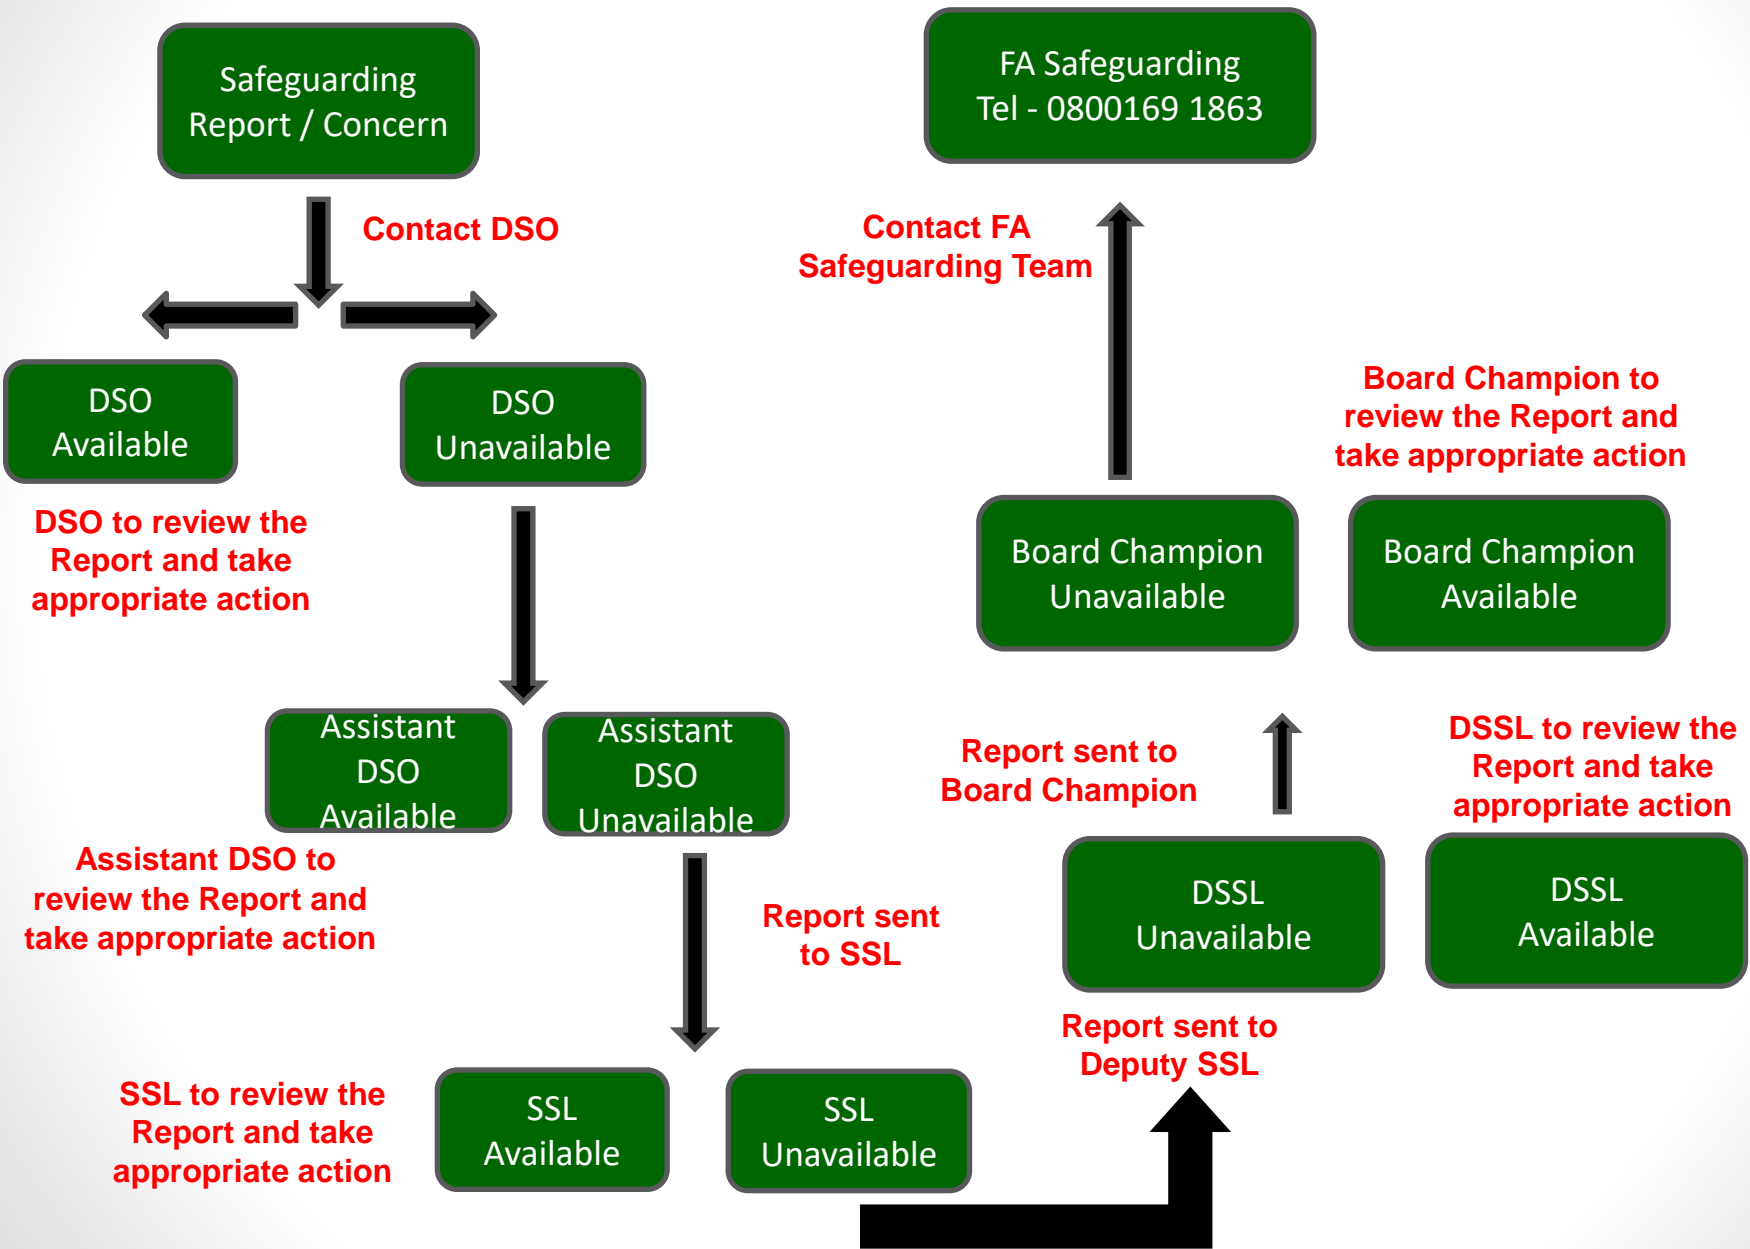 Safeguarding
Report / Concern
Contact DSO
DSO
Available
DSO
Unavailable
DSO to review the
Report and take
appropriate action
Assistant
DSO
Available
Assistant
DSO
Unavailable
Assistant DSO to
review the Report and
take appropriate action
Report sent
to SSL
SSL to review the
Report and take
appropriate action
SSL
Available
SSL
Unavailable
Report sent to
Deputy SSL
DSSL
Unavailable
DSSL
Available
DSSL to review the
Report and take
appropriate action
Report sent to
Board Champion
Board Champion
Unavailable
Board Champion
Available
Board Champion to
review the Report and
take appropriate action
Contact FA
Safeguarding Team
FA Safeguarding
Tel - 0800169 1863